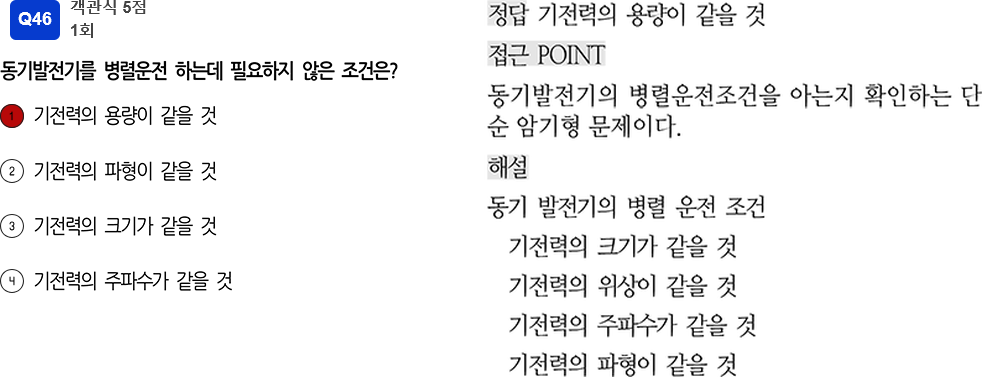 Q46
객관식 5점
1회
동기발전기를 병렬운전 하는데 필요하지 않은 조건은?
1 기전력의 용량이 같을 것
2 기전력의 파형이 같을 것
3 기전력의 크기가 같을 것
4 기전력의 주파수가 같을 것
정답 기전력의 용량이 같을 것
접근 POINT
동기발전기의 병렬운전조건을 아는지 확인하는 단
순 암기형 문제이다.
해설
동기 발전기의 병렬 운전 조건
기전력의 크기가 같을 것
기전력의 위상이 같을 것
기전력의 주파수가 같을 것
기전력의 파형이 같을 것